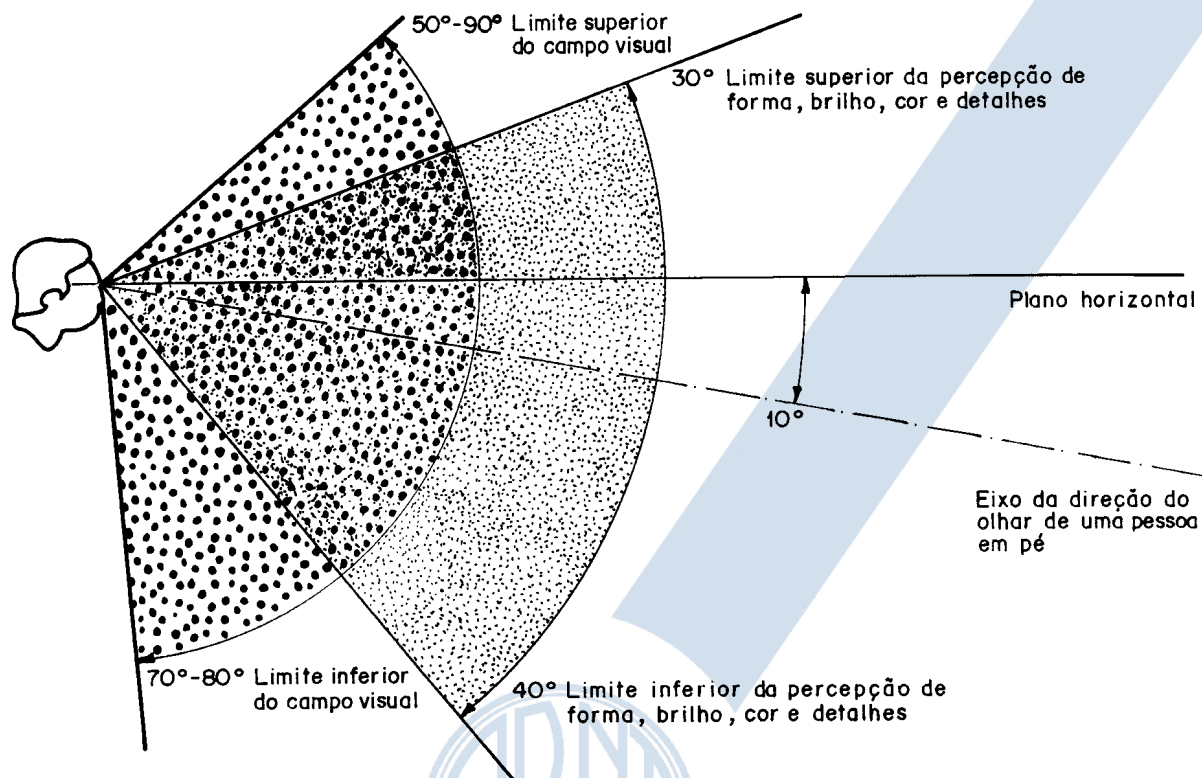 50°-90° Limite superior
do campo visual
30° Limite superior da percepção de
forma, brilho, cor e detalhes
Plano horizontal
10°
Eixo da direção do
olhar de uma pessoa
em pé
70°-80° Limite inferior
do campo visual
40° Limite inferior da percepção de
forma, brilho, cor e detalhes